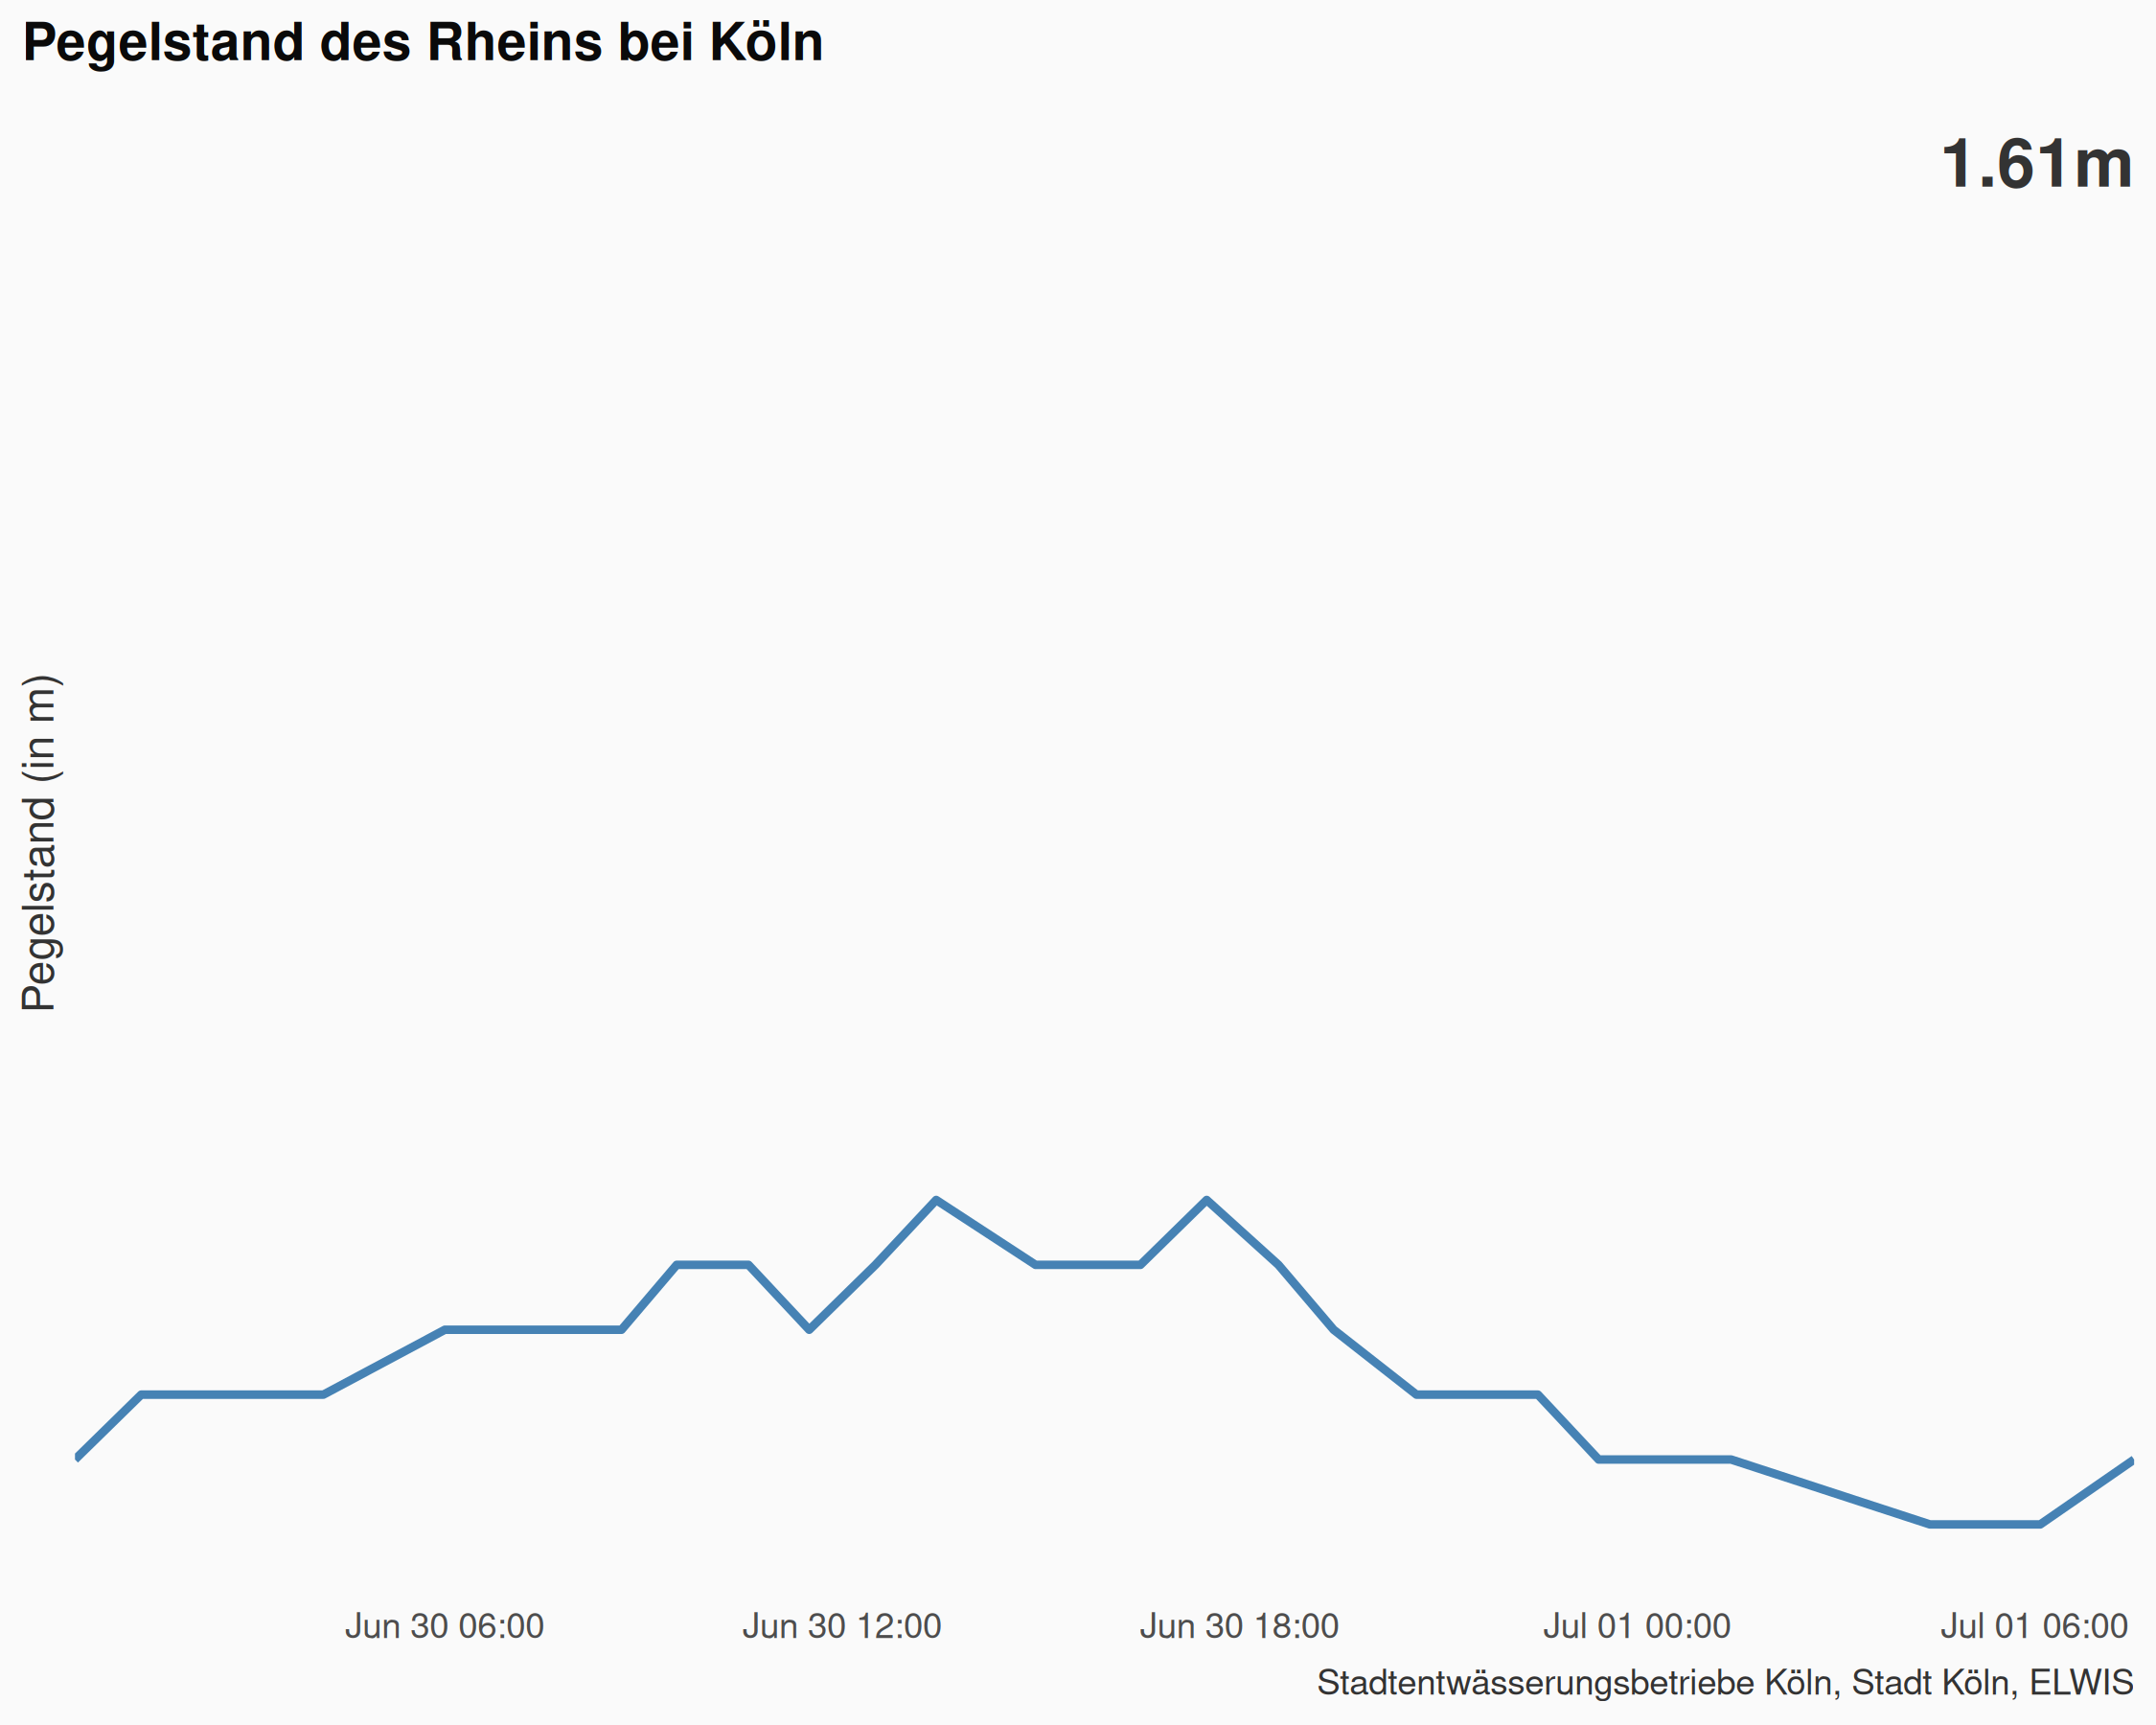 Pegelstand des Rheins bei Köln
1.61m
Pegelstand (in m)
Jun 30 06:00 Jun 30 12:00 Jun 30 18:00 Jul 01 00:00 Jul 01 06:00
Stadtentwässerungsbetriebe Köln, Stadt Köln, ELWIS